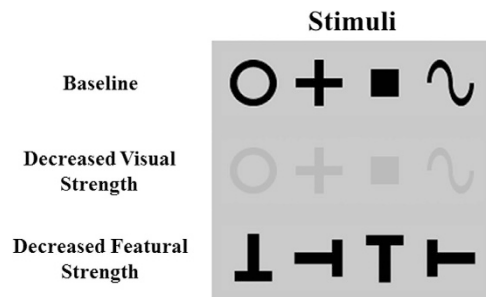 Stimuli
Baseline
Decreased Visual
Strength
Decreased Featural
Strength